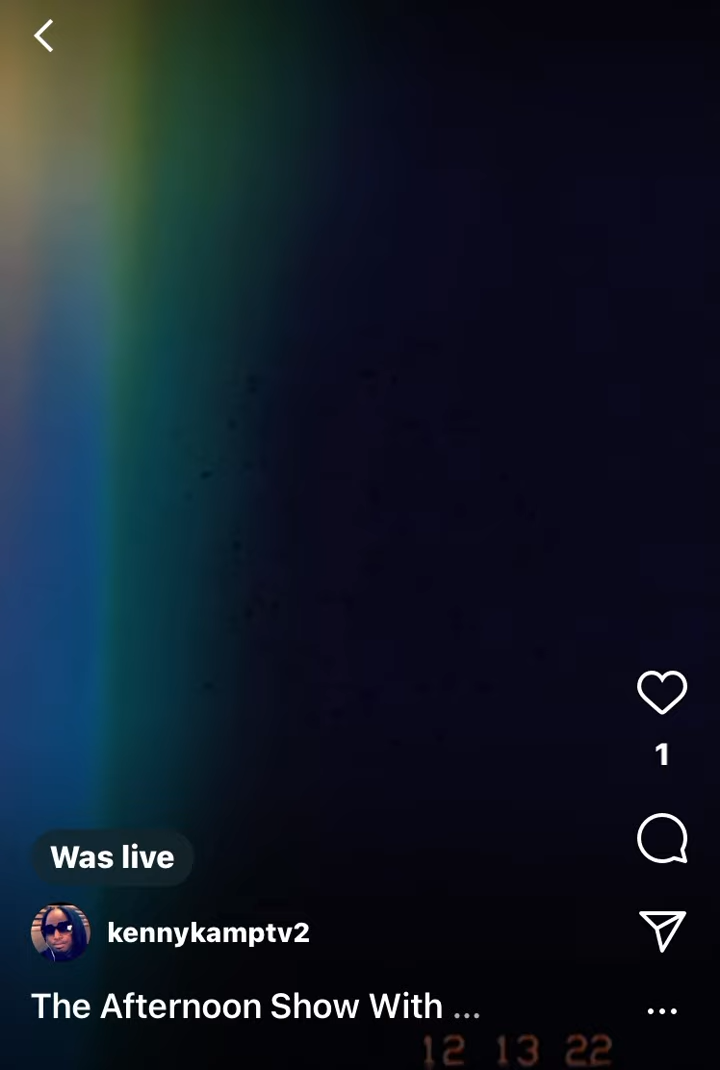 1
Was live
kennykamptv2
The Afternoon Show With ...
12 13 22